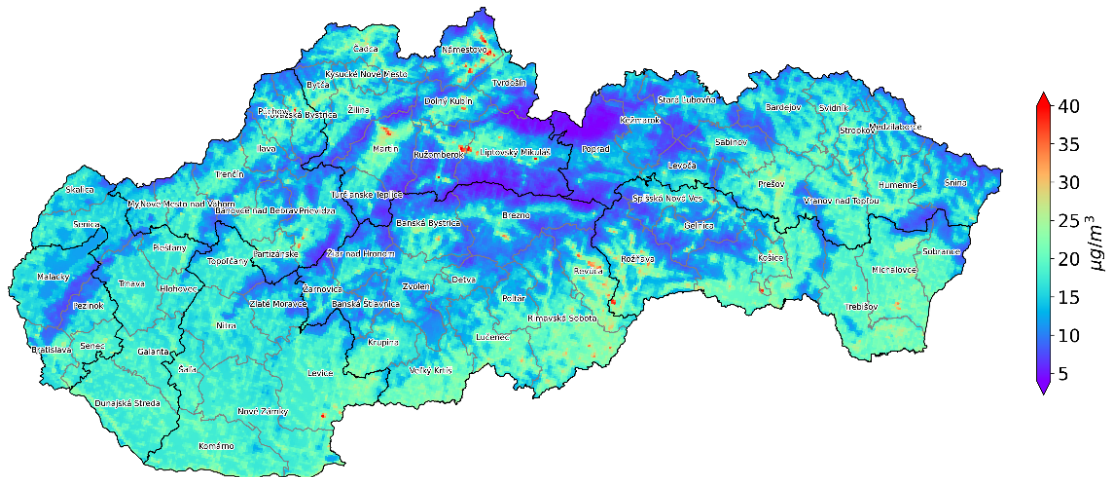 Čadca
Námestovo
Kysucké Nové Mesto
Bytča
Tvrdošín
Dolný Kubín
Stará Ľubovňa
Bardejov
Svidník
Stropkov
Medzilaborce
Púchov
Považská Bystrica
Žilina
Kežmarok
Ilava
Martin
Ružomberok
Liptovský Mikuláš
Poprad
Sabinov
Levoča
Trenčín
Prešov
Humenné
Snina
Skalica
Turčianske Teplice
Spišská Nová Ves
Vranov nad Topľou
Nové Mesto nad Váhom
Bánovce nad Bebravou
Prievidza
Senica
Banská Bystrica
Brezno
Gelnica
Piešťany
Topoľčany
Partizánske
Žiar nad Hronom
Rožňava
Košice
Sobrance
Malacky
Revúca
Michalovce
Trnava
Hlohovec
Žarnovica
Zvolen
Detva
Pezinok
Zlaté Moravce
Banská Štiavnica
Poltár
Trebišov
Nitra
Rimavská Sobota
Bratislava
Senec
Galanta
Krupina
Lučenec
Šaľa
Levice
Veľký Krtíš
Dunajská Streda
Nové Zámky
Komárno
40
35
30
25
20
15
10
5
μg/m³